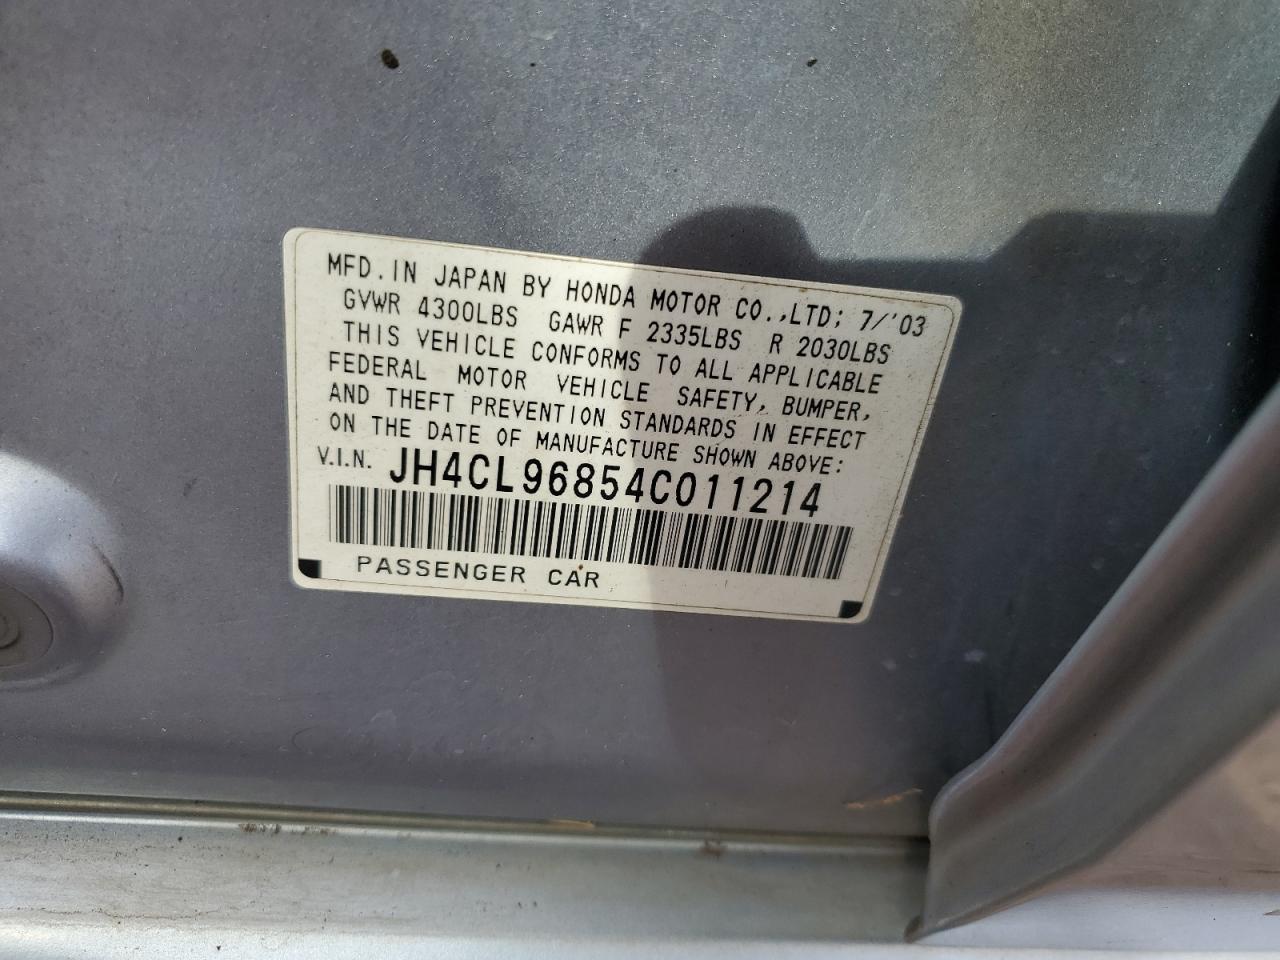 MFD.IN JAPAN BY HONDA MOTOR CO.,LTD; 7/'03
GVWR 4300LBS GAWR F 2335LBS R 2030LBS
THIS VEHICLE CONFORMS TO ALL APPLICABLE
FEDERAL MOTOR VEHICLE SAFETY, BUMPER,
AND THEFT PREVENTION STANDARDS IN EFFECT
ON THE DATE OF MANUFACTURE SHOWN ABOVE:
V.I.N. JH4CL96854C011214
PASSENGER CAR